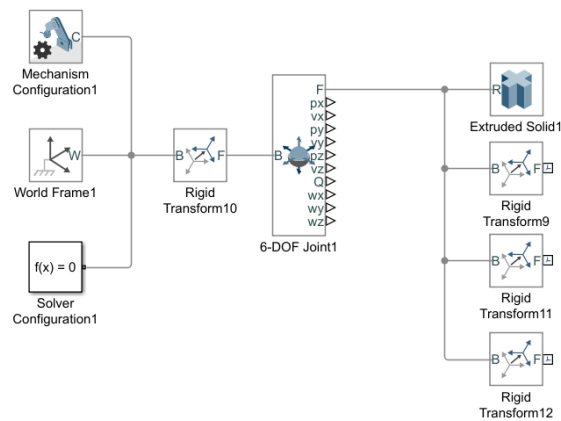 C
Mechanism
Configuration1
W
World Frame1
f(x) = 0
Solver
Configuration1
B F
Rigid
Transform10
B
F
px
vx
py
vy
pz
vz
Q
wx
wy
wz
6-DOF Joint1
R
Extruded Solid1
B F
Rigid
Transform9
B F
Rigid
Transform11
B F
Rigid
Transform12